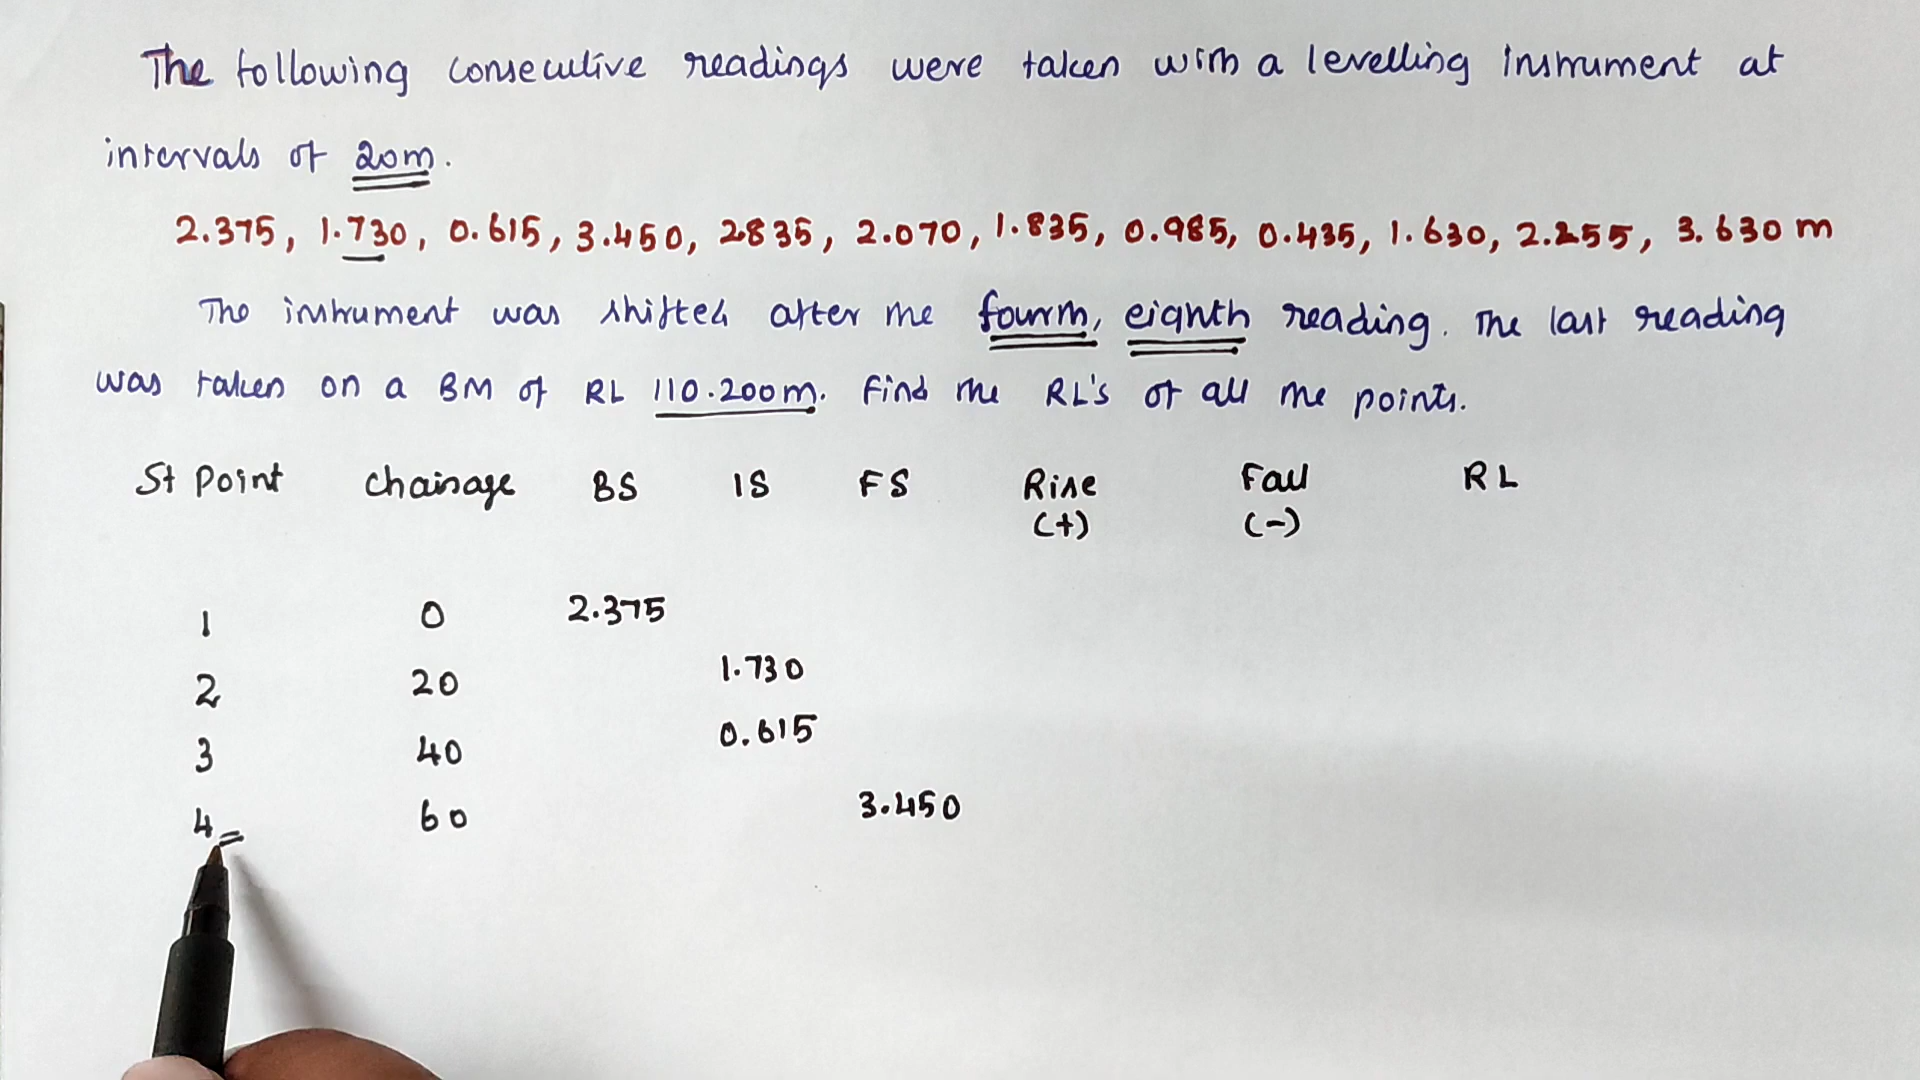 The following consecutive readings were taken with a levelling instrument at
intervals of 20m.
2.375, 1.730, 0.615, 3.450, 2835, 2.070, 1.835, 0.985, 0.435, 1.630, 2.255, 3.630 m
The instrument was shifted after the fourth, eighth reading. The last reading
was taken on a BM of RL 110.200m. Find the RL's of all the points.
St Point chainage BS IS FS Rise Fall RL
(+) (-)
1 0 2.375
2 20 1.730
3 40 0.615
4 60 3.450